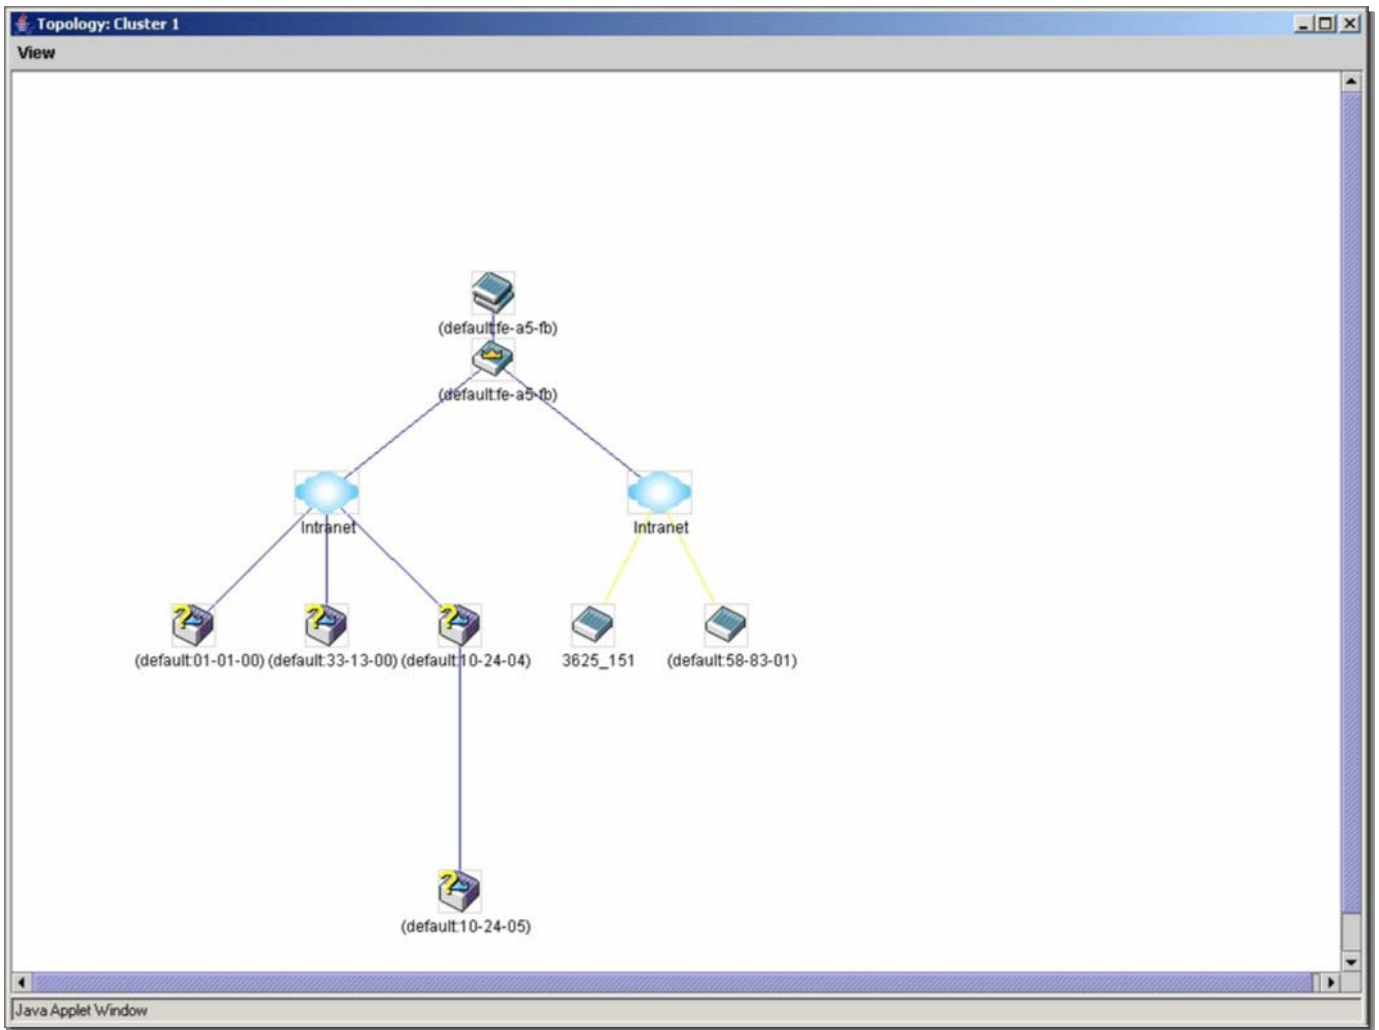 Topology: Cluster 1
View
(default:fe-a5-fb)
(default:fe-a5-fb)
Intranet Intranet
(default:01-01-00) (default:33-13-00) (default:10-24-04) 3625_151 (default:58-83-01)
(default:10-24-05)
Java Applet Window